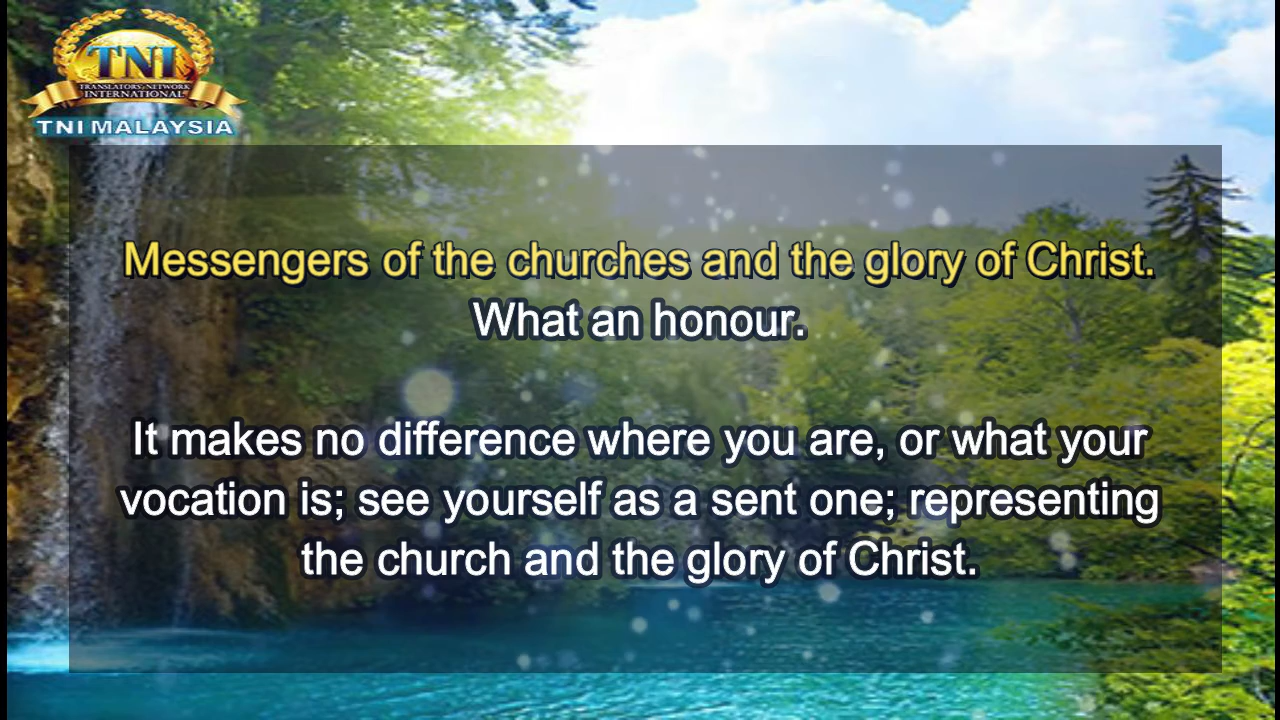 TNI
TRANSLATORS NETWORK
INTERNATIONAL
TNI MALAYSIA
Messengers of the churches and the glory of Christ.
What an honour.
It makes no difference where you are, or what your
vocation is; see yourself as a sent one; representing
the church and the glory of Christ.